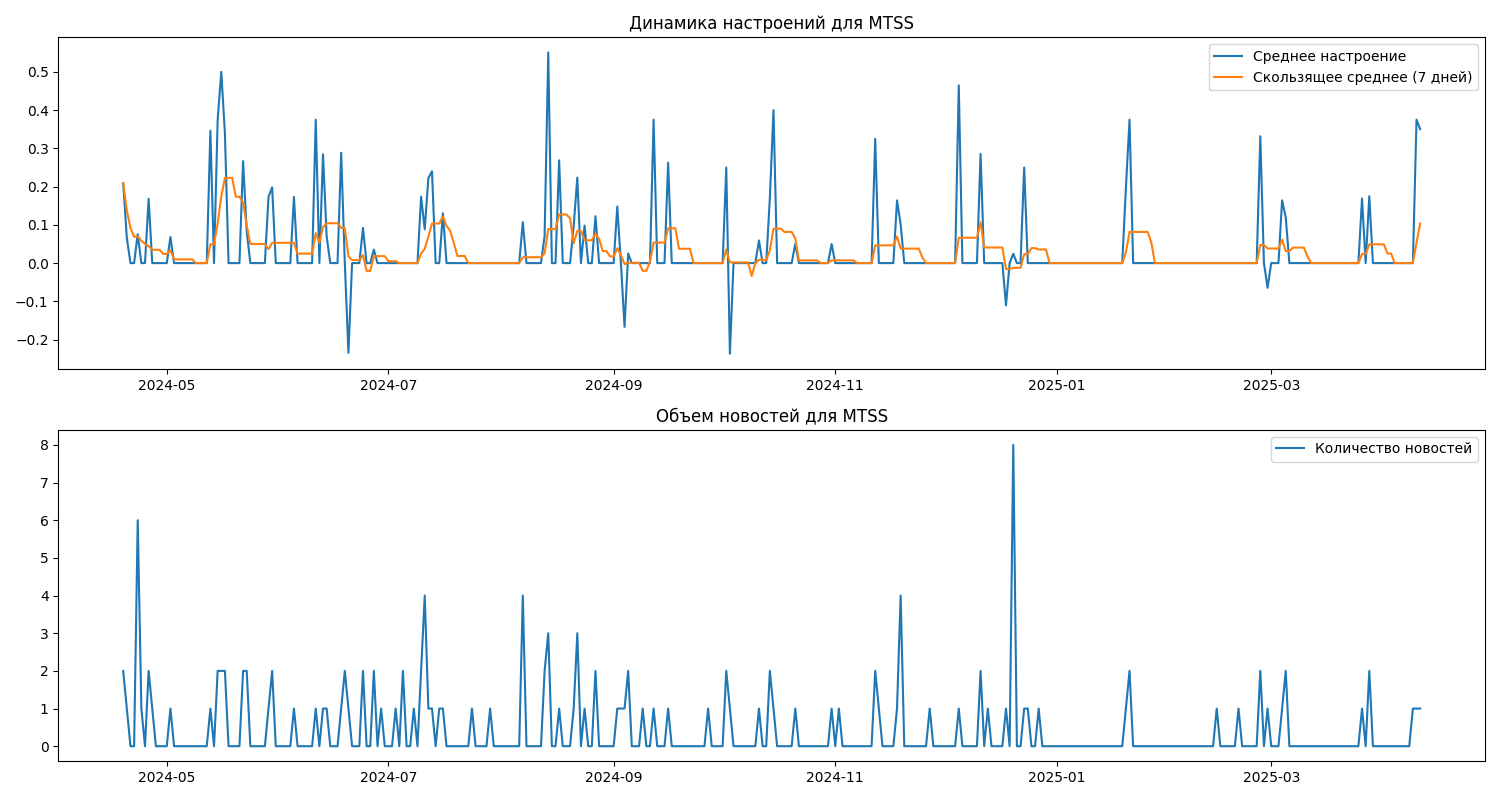 Динамика настроений для MTSS
Среднее настроение
Скользящее среднее (7 дней)
0.5
0.4
0.3
0.2
0.1
0.0
−0.1
−0.2
2024-05 2024-07 2024-09 2024-11 2025-01 2025-03
Объем новостей для MTSS
Количество новостей
8
7
6
5
4
3
2
1
0
2024-05 2024-07 2024-09 2024-11 2025-01 2025-03